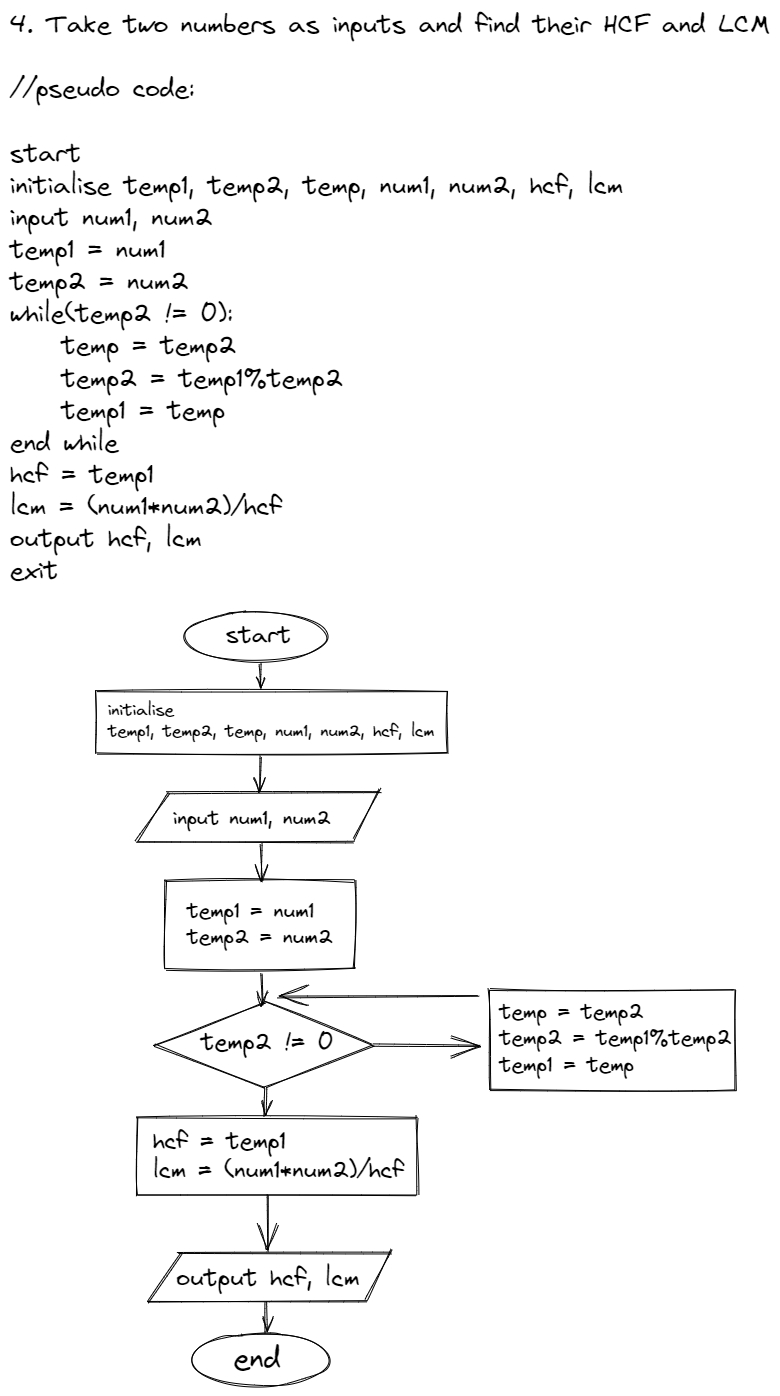 4. Take two numbers as inputs and find their HCF and LCM
//pseudo code:
start
initialise temp1, temp2, temp, num1, num2, hcf, lcm
input num1, num2
temp1 = num1
temp2 = num2
while(temp2 != 0):
temp = temp2
temp2 = temp1%temp2
temp1 = temp
end while
hcf = temp1
lcm = (num1*num2)/hcf
output hcf, lcm
exit
start
initialise
temp1, temp2, temp, num1, num2, hcf, lcm
input num1, num2
temp1 = num1
temp2 = num2
temp2 != 0
temp = temp2
temp2 = temp1%temp2
temp1 = temp
hcf = temp1
lcm = (num1*num2)/hcf
output hcf, lcm
end